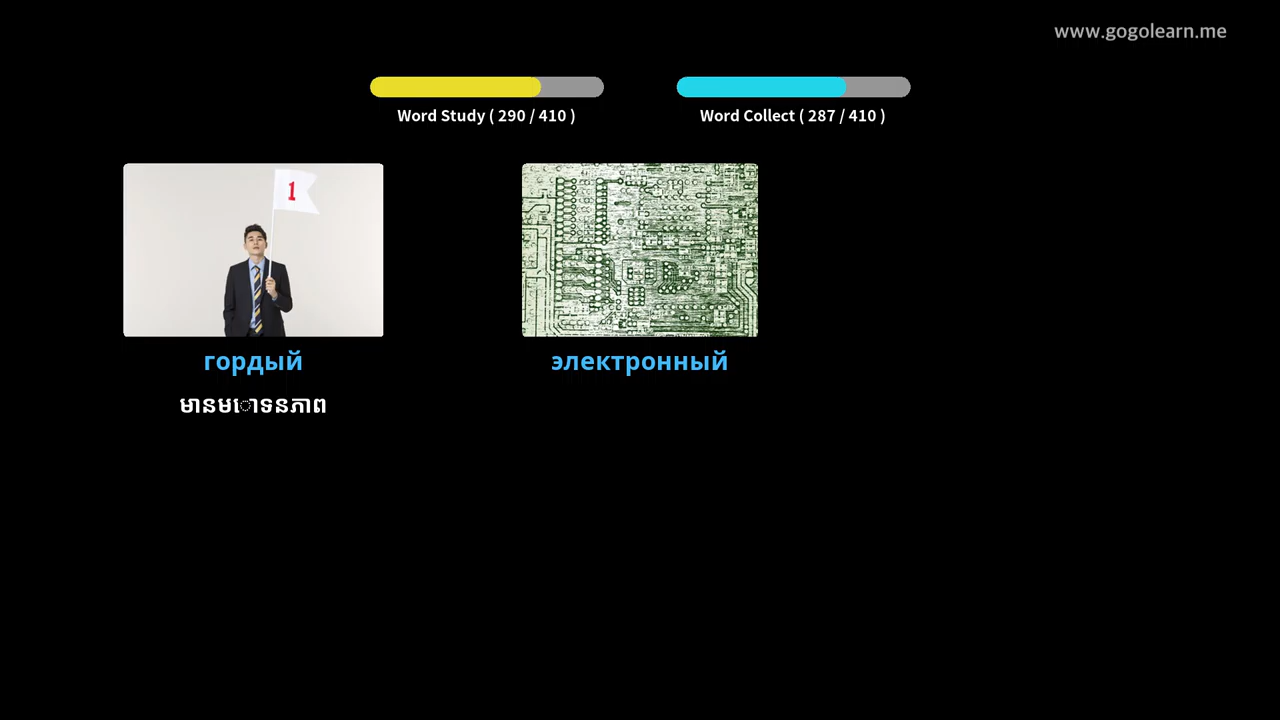 www.gogolearn.me
Word Study ( 290 / 410 )
Word Collect ( 287 / 410 )
1
гордый
электронный
មានមោទនភាព